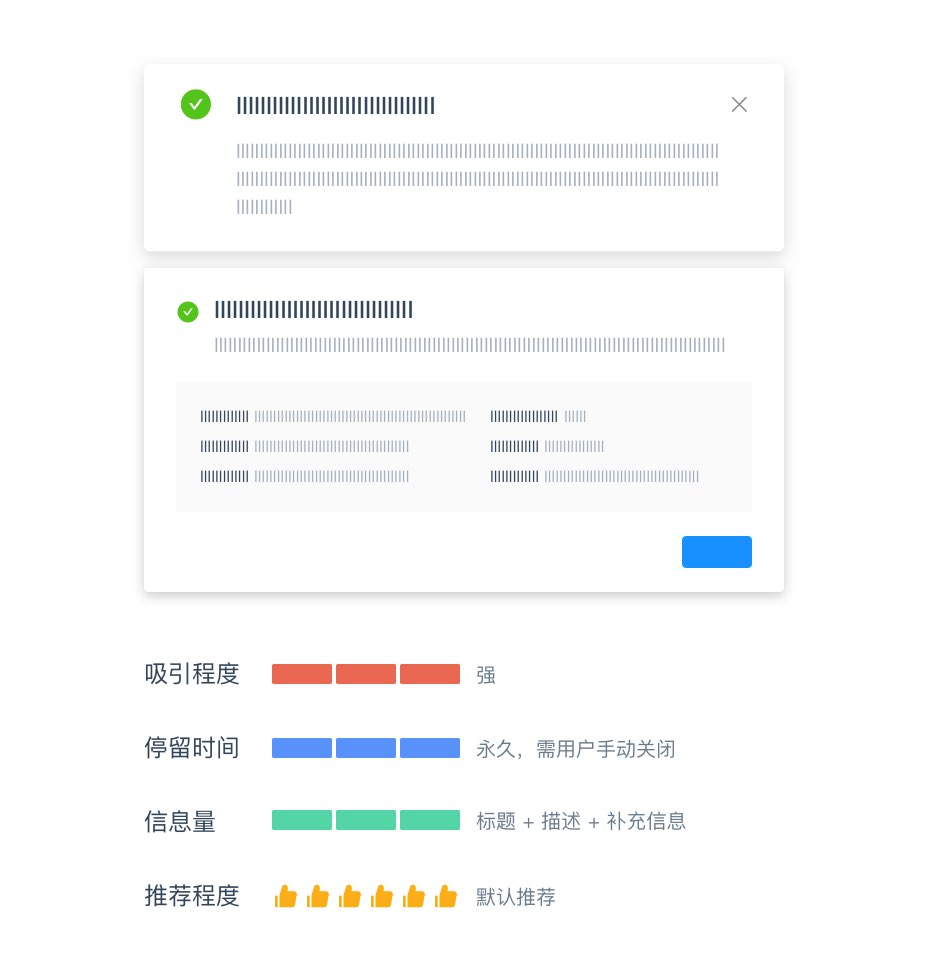 吸引程度 强
停留时间 永久，需用户手动关闭
信息量 标题 + 描述 + 补充信息
推荐程度 默认推荐